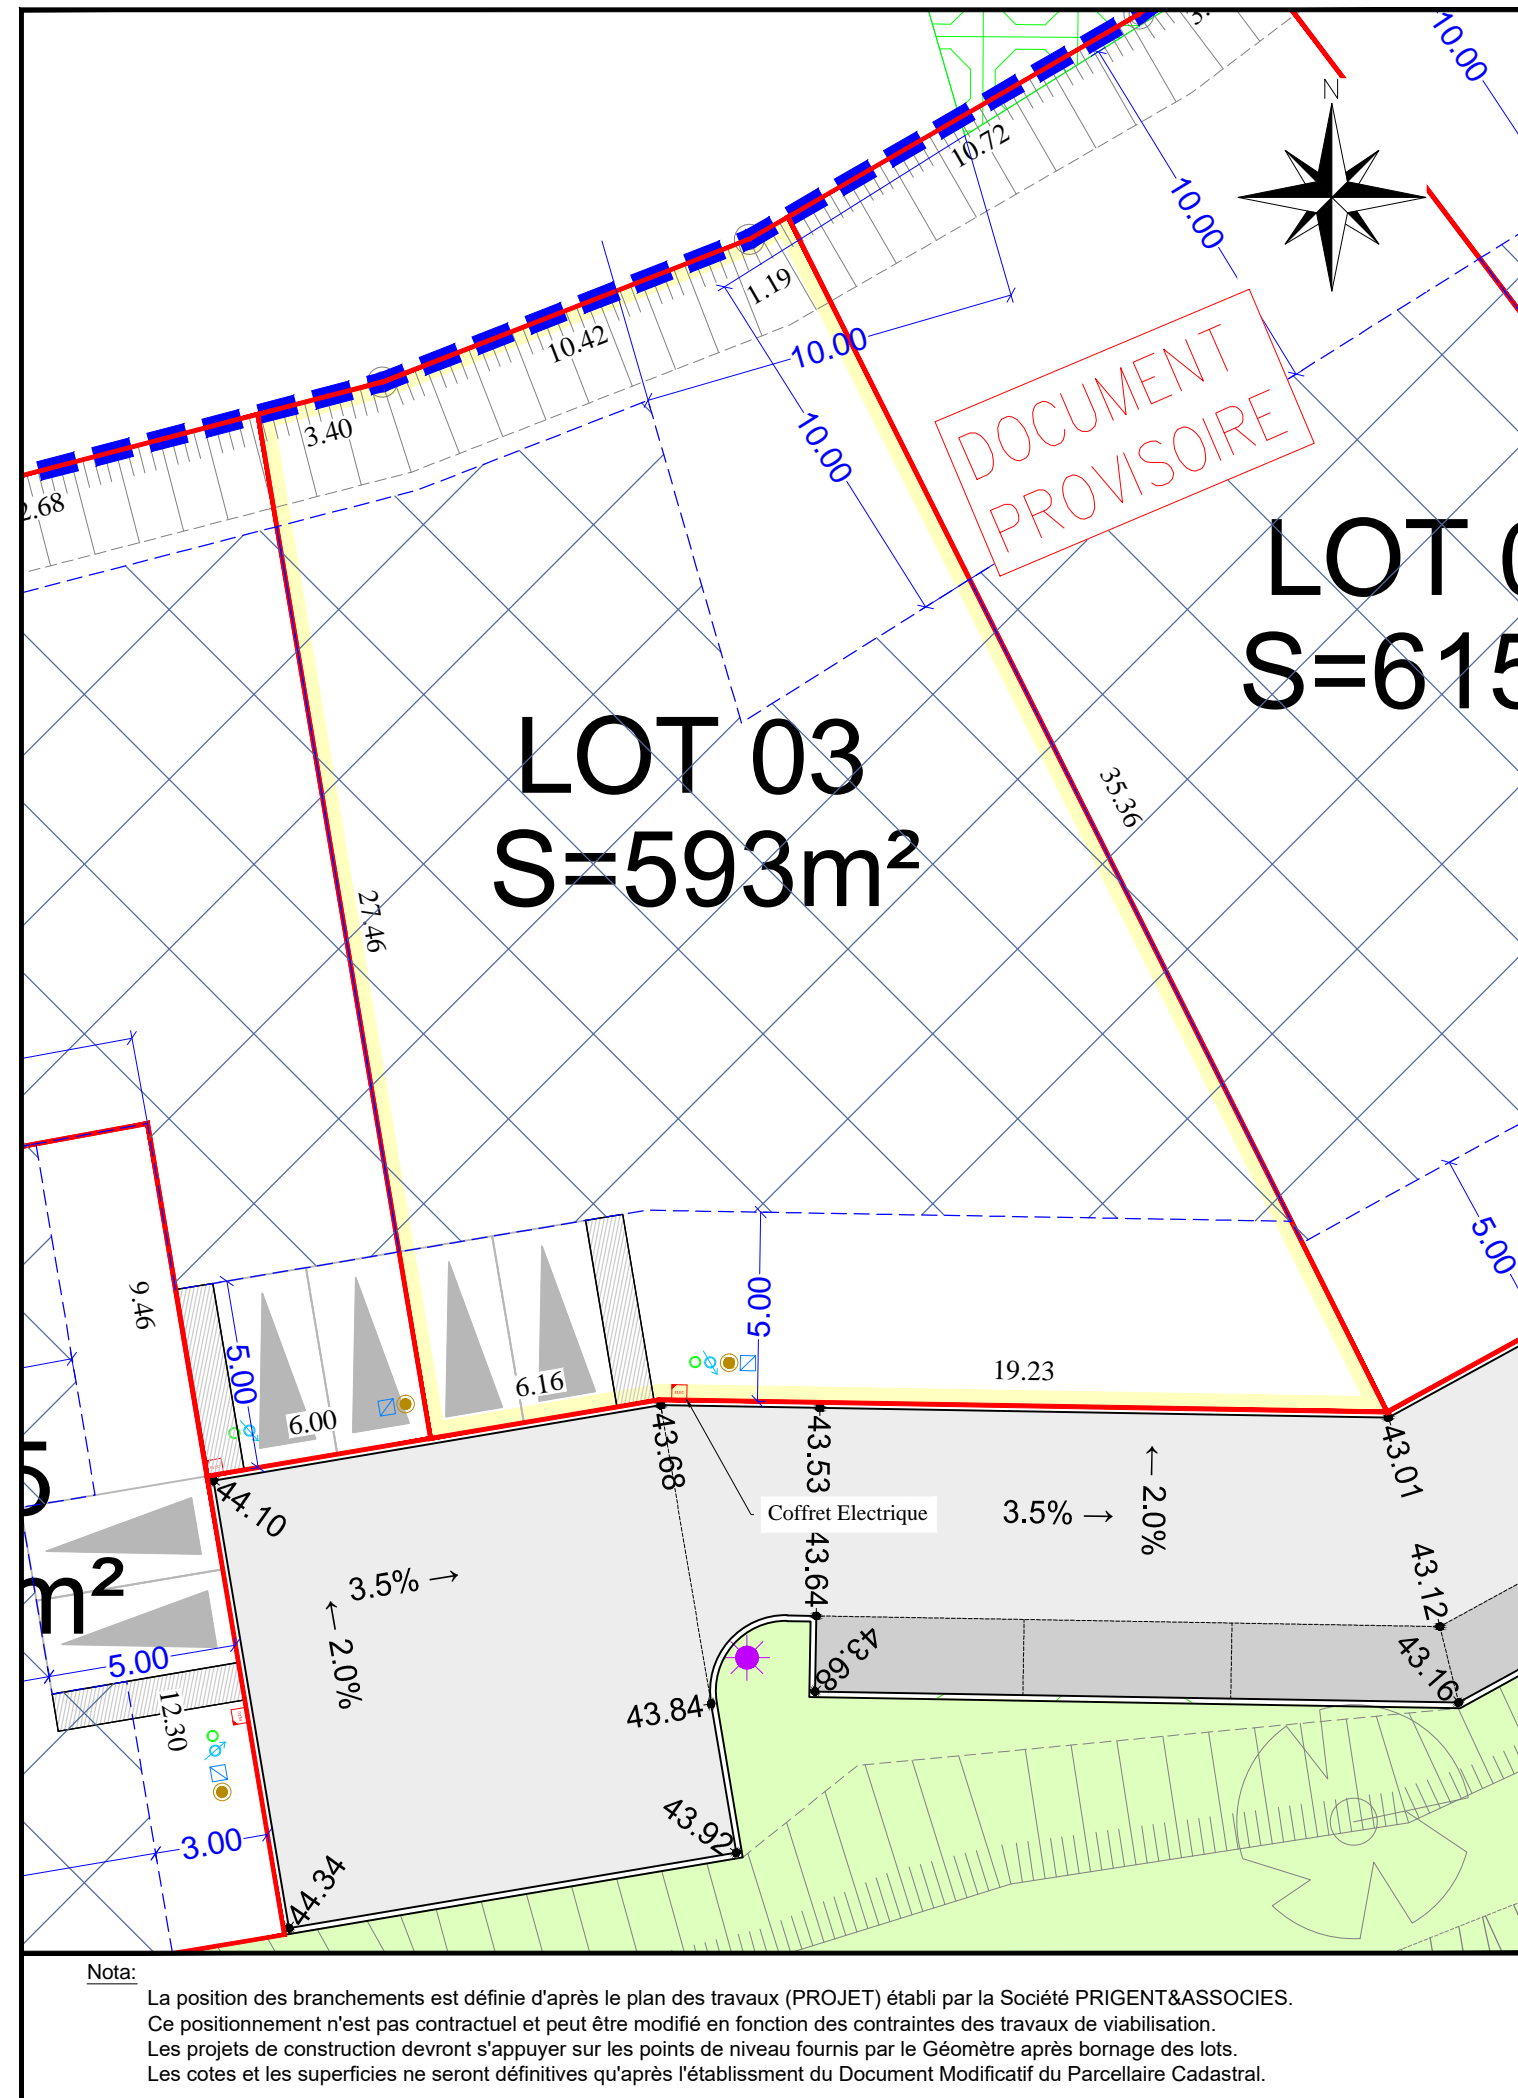 10.00
N
10.72
10.00
1.19
10.42
10.00
3.40
10.00
2.68
DOCUMENT
PROVISOIRE
LOT 0
S=615
LOT 03
S=593m²
35.36
27.46
9.46
5.00
5.00
5.00
19.23
6.16
6.00
43.68
43.53
43.01
44.10
Coffret Electrique
3.5% →
← 2.0%
5
m²
43.64
43.12
3.5% →
← 2.0%
43.68
43.16
5.00
12.30
43.84
3.00
43.92
44.34
Nota:
La position des branchements est définie d'après le plan des travaux (PROJET) établi par la Société PRIGENT&ASSOCIES.
Ce positionnement n'est pas contractuel et peut être modifié en fonction des contraintes des travaux de viabilisation.
Les projets de construction devront s'appuyer sur les points de niveau fournis par le Géomètre après bornage des lots.
Les cotes et les superficies ne seront définitives qu'après l'établissment du Document Modificatif du Parcellaire Cadastral.